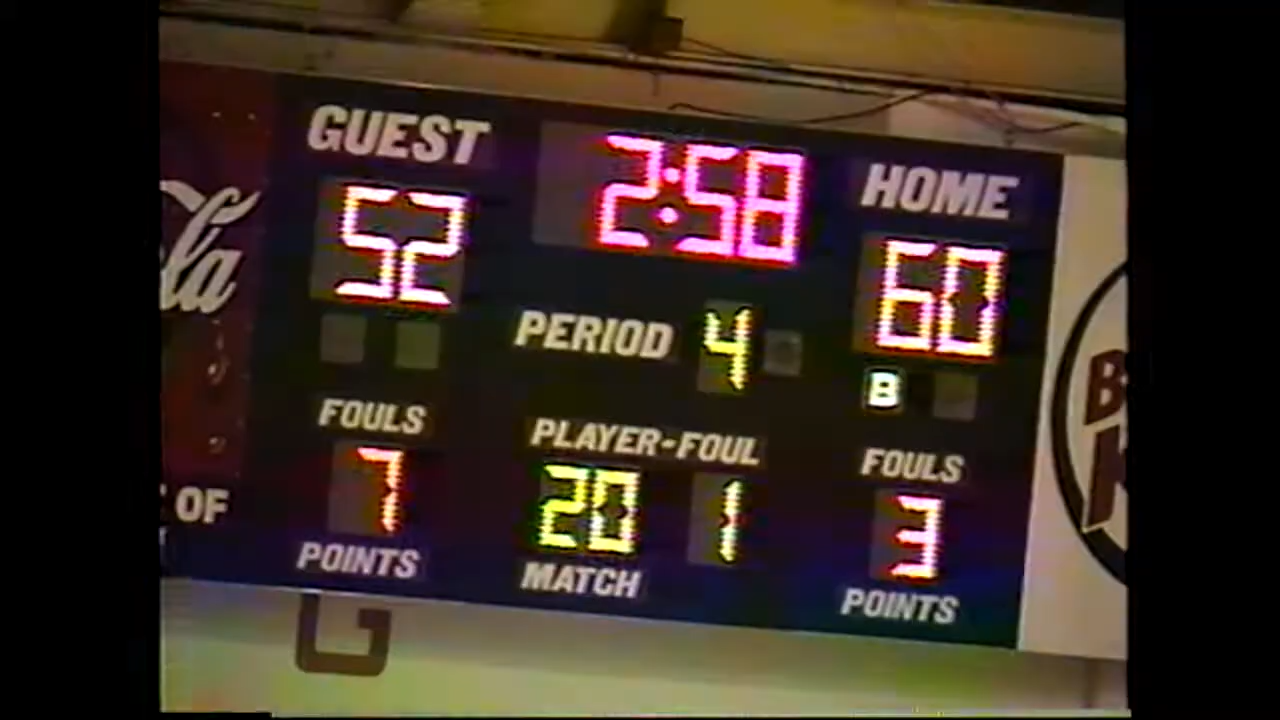 GUEST
2:58
HOME
52
60
la
PERIOD 4
B
FOULS
PLAYER-FOUL
FOULS
7
20 1
3
OF
POINTS
MATCH
POINTS
G